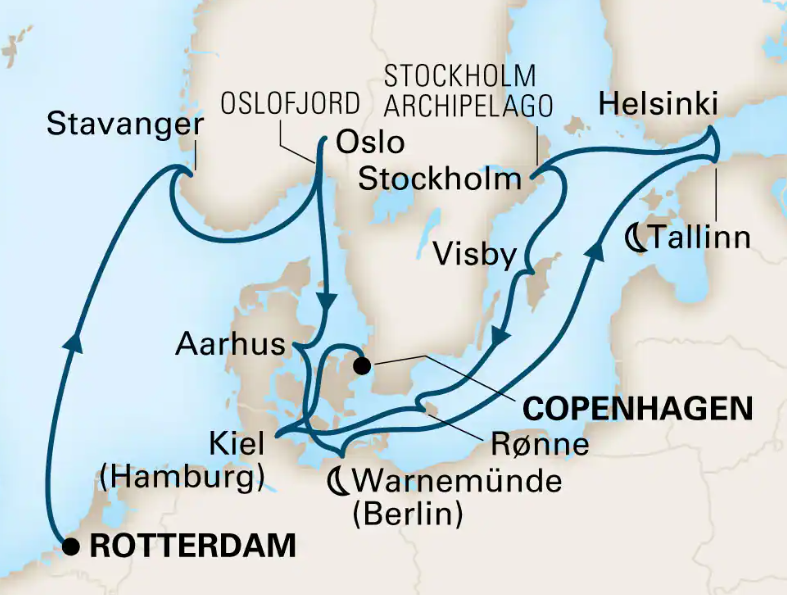 STOCKHOLM
ARCHIPELAGO
OSLOFJORD
Helsinki
Stavanger
Oslo
Stockholm
Tallinn
Visby
Aarhus
COPENHAGEN
Kiel
(Hamburg)
Rønne
Warnemünde
(Berlin)
ROTTERDAM